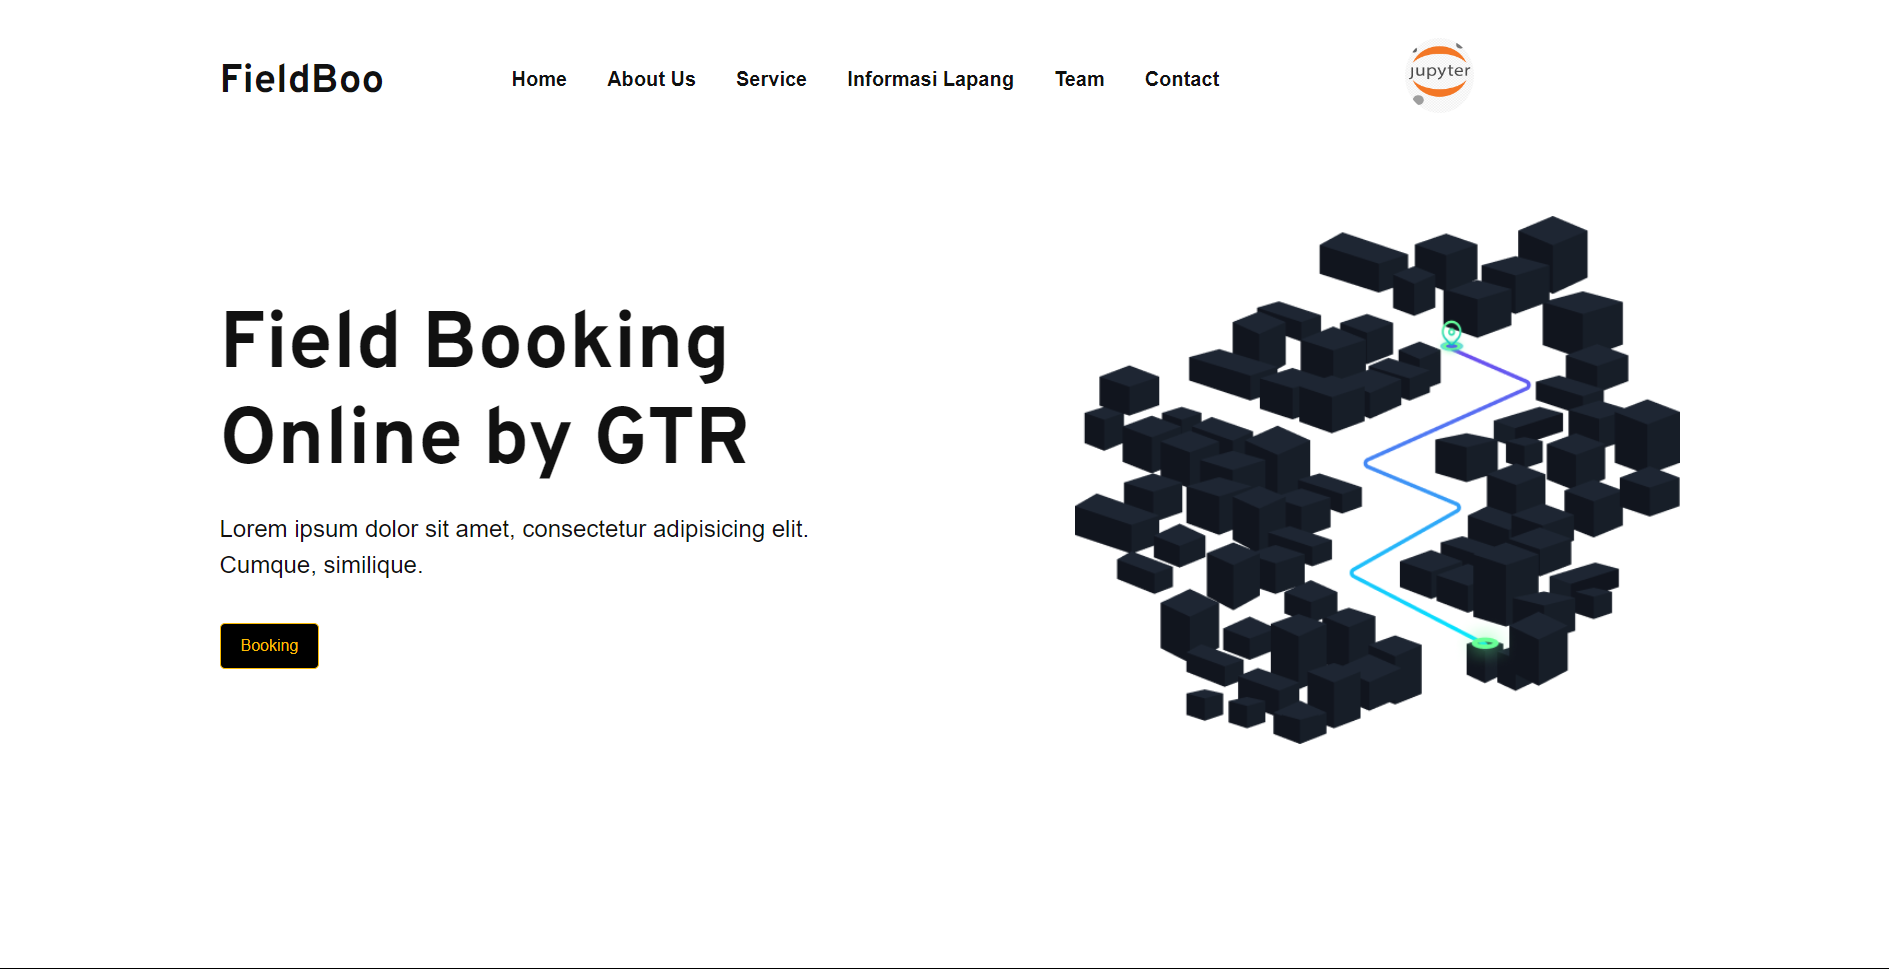 FieldBoo
Home
About Us
Service
Informasi Lapang
Team
Contact
jupyter
Field Booking
Online by GTR
Lorem ipsum dolor sit amet, consectetur adipisicing elit.
Cumque, similique.
Booking